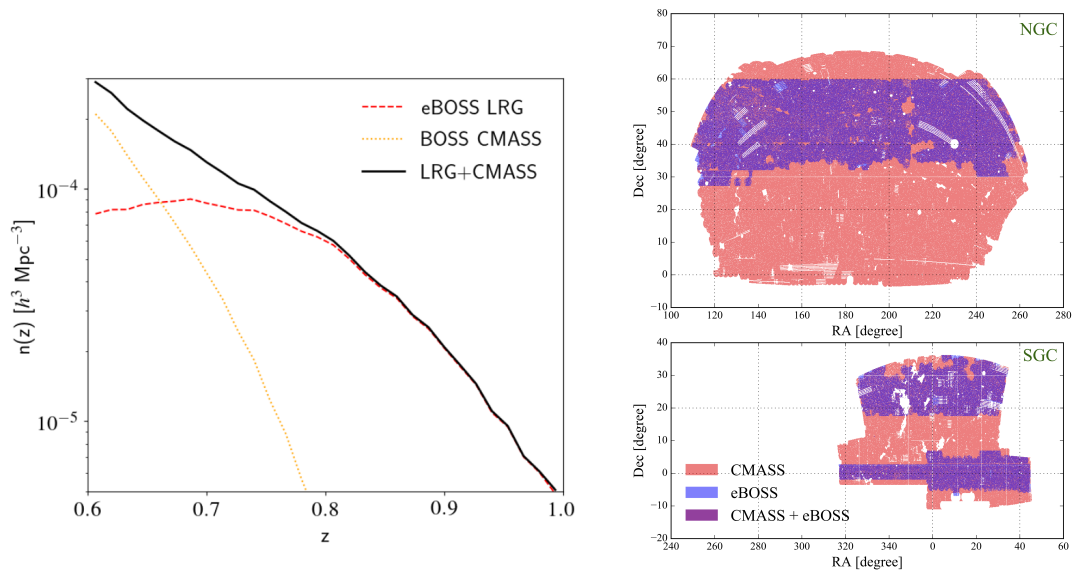 eBOSS LRG
BOSS CMASS
LRG+CMASS
10⁻⁴
10⁻⁵
n(z) [h³ Mpc⁻³]
0.6 0.7 0.8 0.9 1.0
z
NGC
80
70
60
50
40
30
20
10
0
−10
Dec [degree]
100 120 140 160 180 200 220 240 260 280
RA [degree]
SGC
40
30
20
10
0
−10
−20
Dec [degree]
CMASS
eBOSS
CMASS + eBOSS
240 260 280 300 320 340 0 20 40 60
RA [degree]